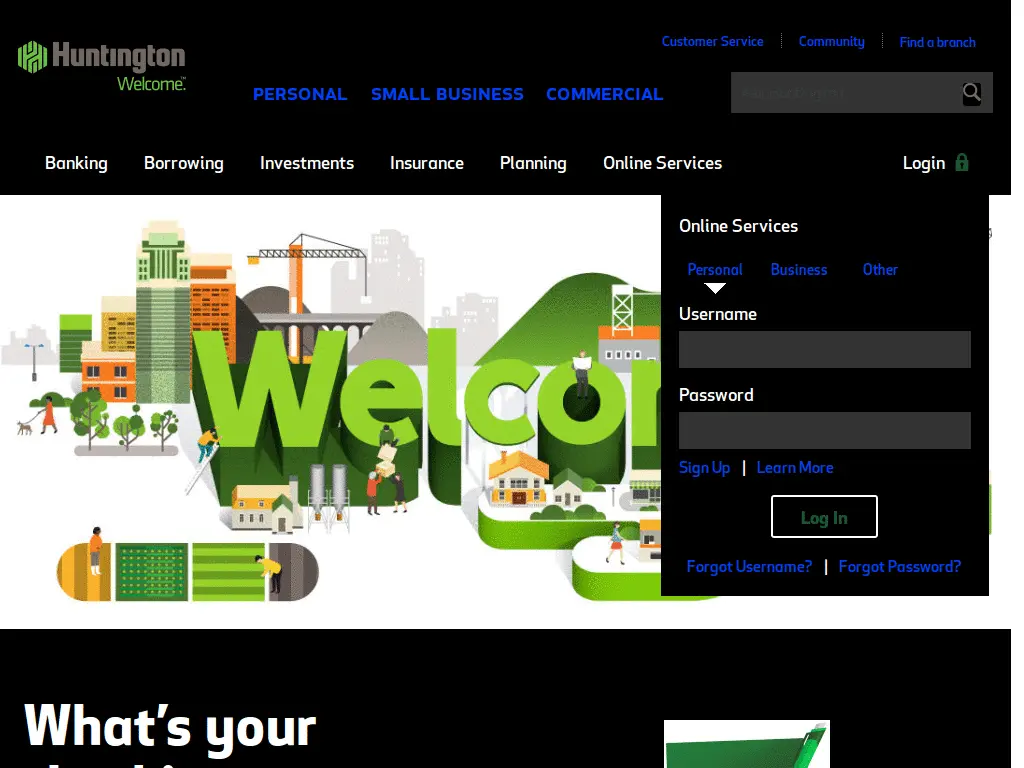 Customer Service
Community
Find a branch
Huntington
Welcome.™
PERSONAL
SMALL BUSINESS
COMMERCIAL
Banking
Borrowing
Investments
Insurance
Planning
Online Services
Login
Welco
Online Services
Personal
Business
Other
Username
Password
Sign Up | Learn More
Log In
Forgot Username? | Forgot Password?
What's your